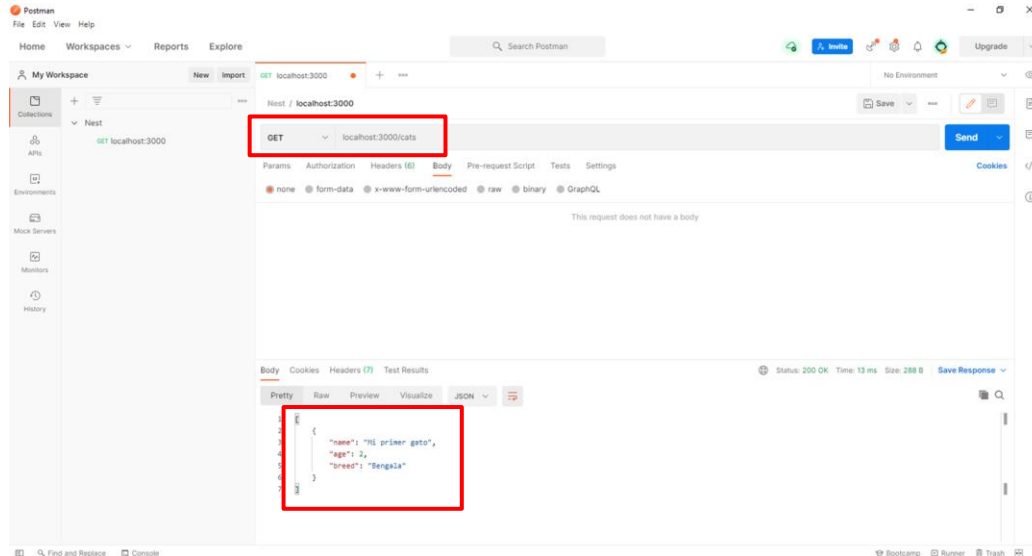 Postman
File Edit View Help
Home Workspaces Reports Explore Search Postman Invite Upgrade
My Workspace New Import GET localhost:3000 No Environment
Collections
Nest
GET localhost:3000
APIs
Environments
Mock Servers
Monitors
History
Nest / localhost:3000 Save
GET localhost:3000/cats Send
Params Authorization Headers (6) Body Pre-request Script Tests Settings Cookies
none form-data x-www-form-urlencoded raw binary GraphQL
This request does not have a body
Body Cookies Headers (7) Test Results Status: 200 OK Time: 13 ms Size: 288 B Save Response
Pretty Raw Preview Visualize JSON
1 [
2 {
3 "name": "Mi primer gato",
4 "age": 2,
5 "breed": "Bengala"
6 }
7 ]
Find and Replace Console Bootcamp Runner Trash